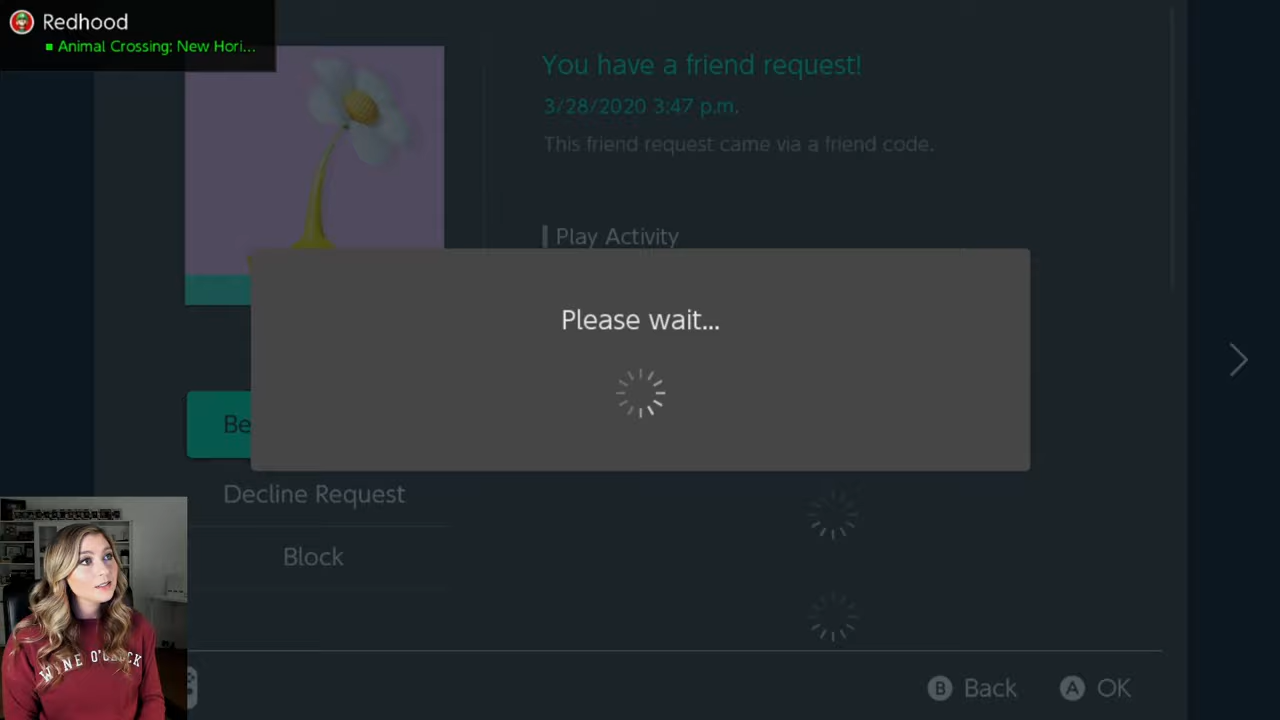 Redhood
Animal Crossing: New Hori...
You have a friend request!
3/28/2020 3:47 p.m.
This friend request came via a friend code.
Play Activity
Please wait...
Be
Decline Request
Block
WINE O'CLOCK
B Back
A OK